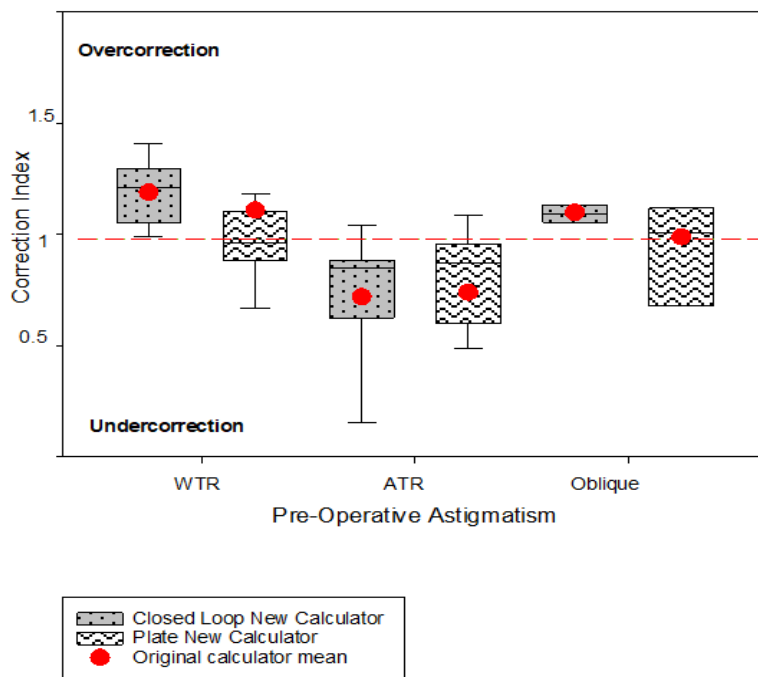 Overcorrection
1.5
Correction Index
1
0.5
Undercorrection
WTR ATR Oblique
Pre-Operative Astigmatism
Closed Loop New Calculator
Plate New Calculator
Original calculator mean